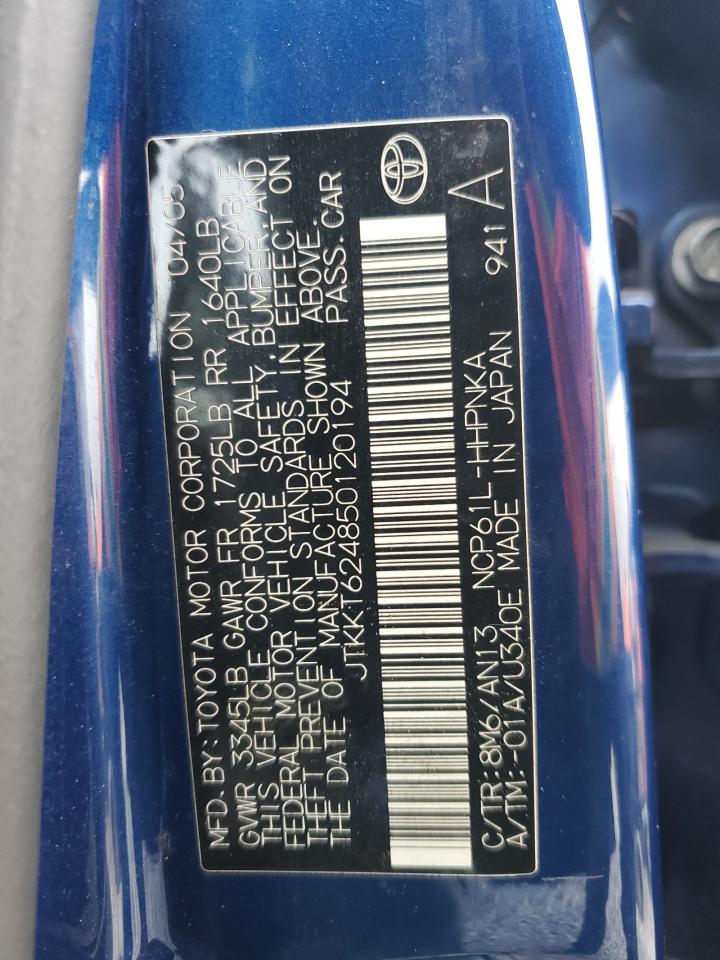 MFD. BY: TOYOTA MOTOR CORPORATION 04/05
GVWR 3345LB GAWR FR 1725LB RR 1640LB
THIS VEHICLE CONFORMS TO ALL APPLICABLE
FEDERAL MOTOR VEHICLE SAFETY, BUMPER AND
THEFT PREVENTION STANDARDS IN EFFECT ON
THE DATE OF MANUFACTURE SHOWN ABOVE.
JTKKT624850120194 PASS. CAR
C/TR: 8M6/AN13 NCP61L-HHPNKA 941 A
A/TM: -01A/U340E MADE IN JAPAN